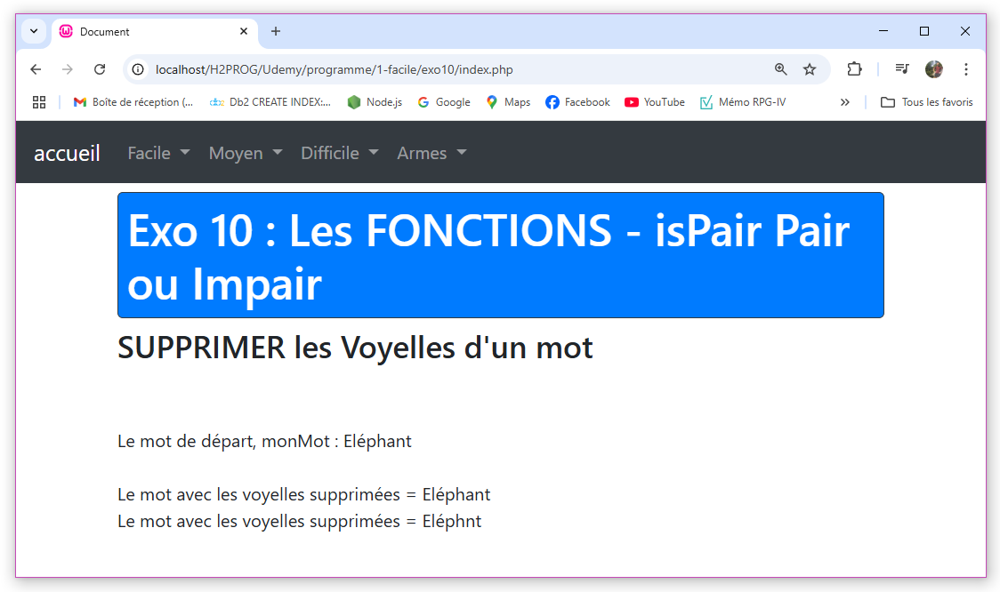 Document
localhost/H2PROG/Udemy/programme/1-facile/exo10/index.php
Boîte de réception (... Db2 CREATE INDEX:... Node.js Google Maps Facebook YouTube Mémo RPG-IV » Tous les favoris
accueil Facile Moyen Difficile Armes
Exo 10 : Les FONCTIONS - isPair Pair
ou Impair
SUPPRIMER les Voyelles d'un mot
Le mot de départ, monMot : Eléphant
Le mot avec les voyelles supprimées = Eléphant
Le mot avec les voyelles supprimées = Eléphnt